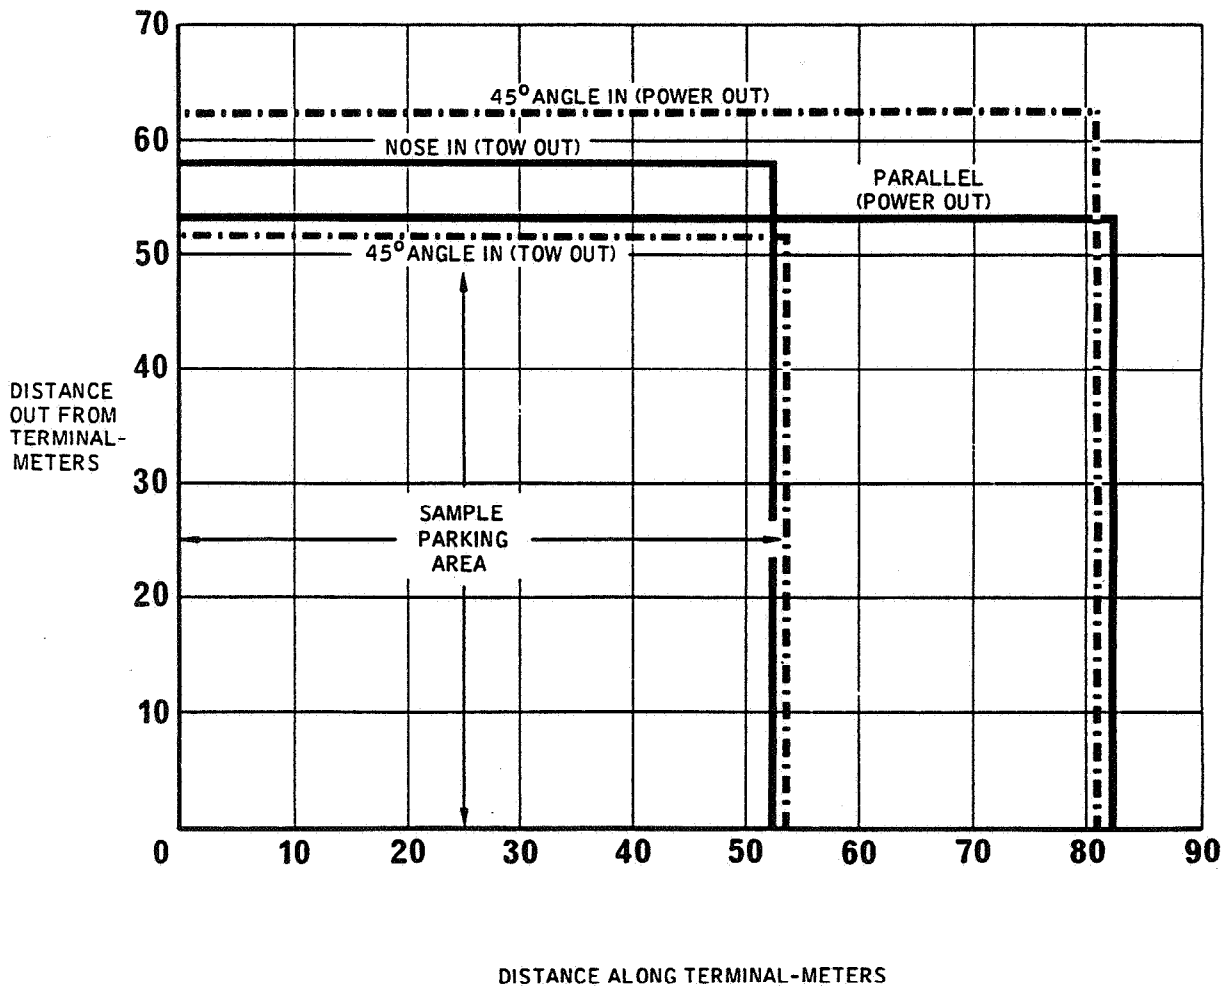 70
45° ANGLE IN (POWER OUT)
60
NOSE IN (TOW OUT)
PARALLEL
(POWER OUT)
50
45° ANGLE IN (TOW OUT)
40
DISTANCE
OUT FROM
TERMINAL-
METERS
30
SAMPLE
PARKING
AREA
20
10
0 10 20 30 40 50 60 70 80 90
DISTANCE ALONG TERMINAL-METERS